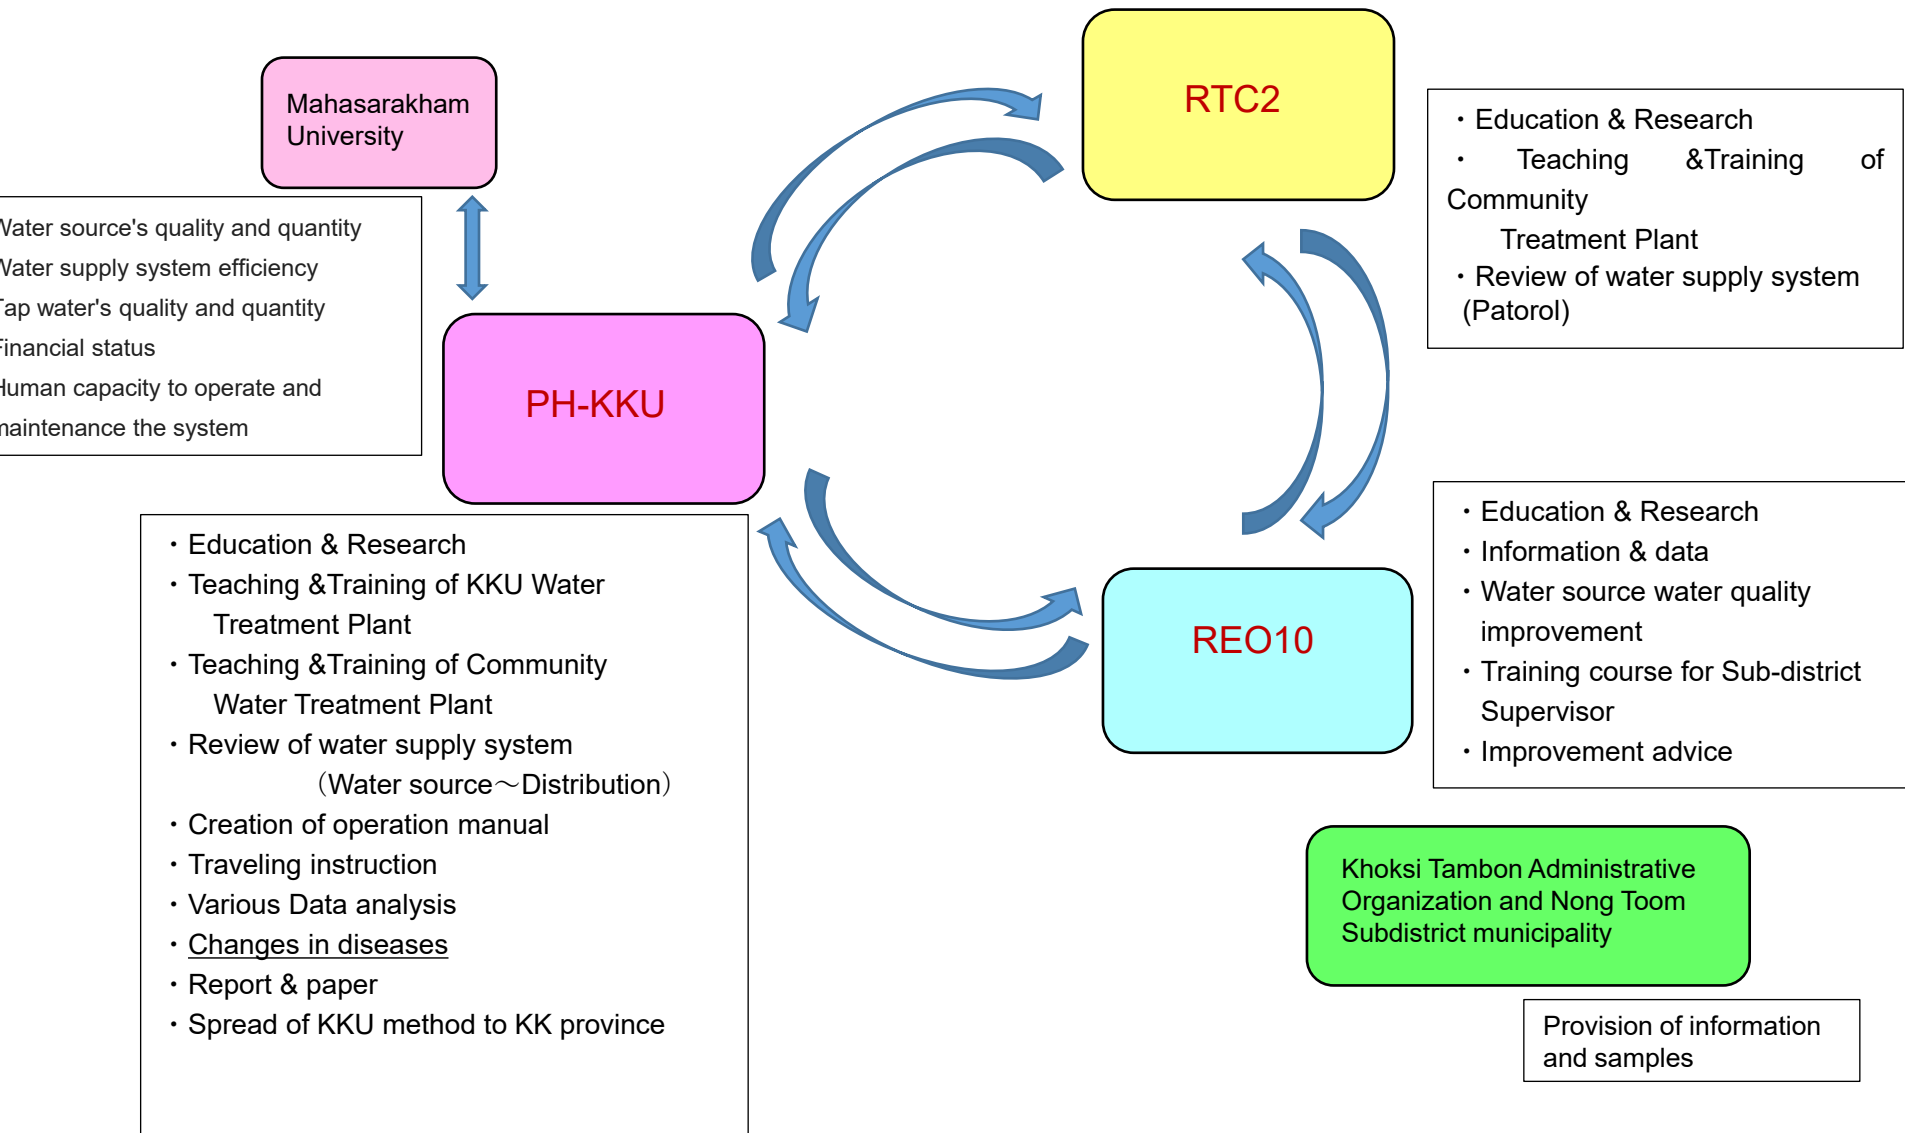 RTC2
Mahasarakham
University
・Education & Research
・ Teaching &Training of
Community
Treatment Plant
・Review of water supply system
(Patorol)
Water source's quality and quantity
Water supply system efficiency
Tap water's quality and quantity
Financial status
Human capacity to operate and
maintenance the system
PH-KKU
・Education & Research
・Teaching &Training of KKU Water
Treatment Plant
・Teaching &Training of Community
Water Treatment Plant
・Review of water supply system
（Water source～Distribution）
・Creation of operation manual
・Traveling instruction
・Various Data analysis
・Changes in diseases
・Report & paper
・Spread of KKU method to KK province
REO10
・Education & Research
・Information & data
・Water source water quality
improvement
・Training course for Sub-district
Supervisor
・Improvement advice
Khoksi Tambon Administrative
Organization and Nong Toom
Subdistrict municipality
Provision of information
and samples